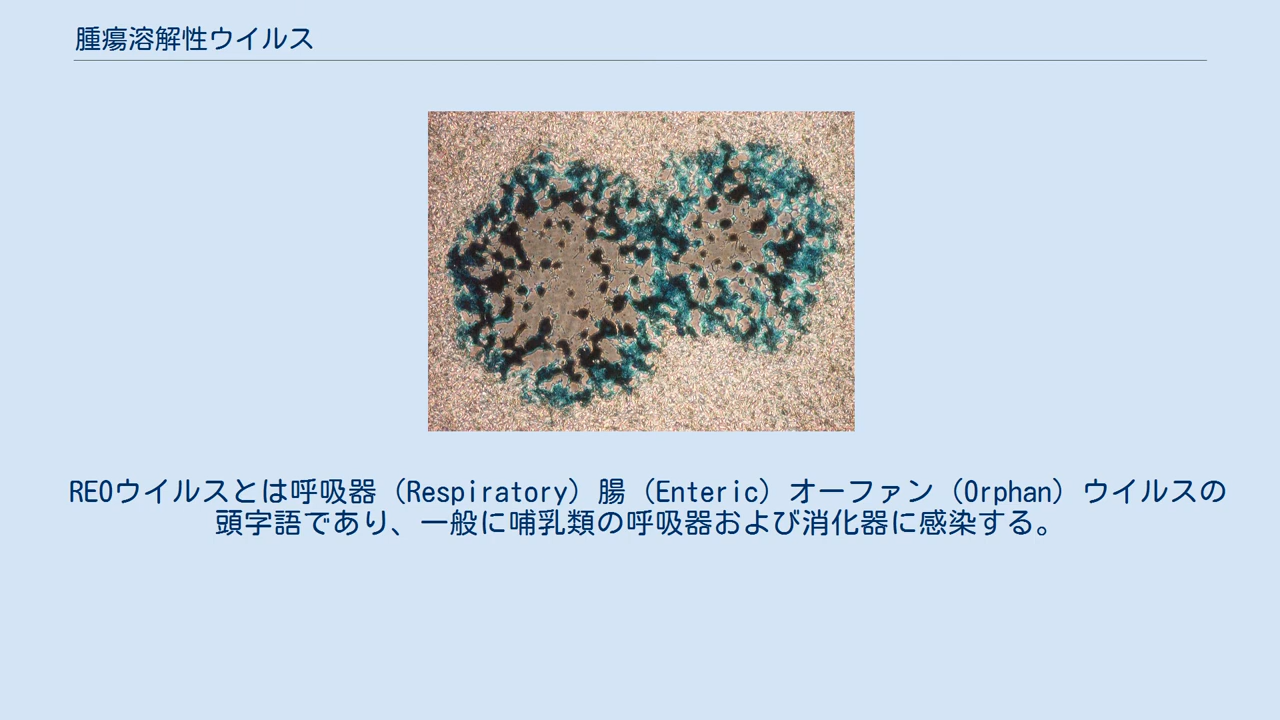 腫瘍溶解性ウイルス
REOウイルスとは呼吸器（Respiratory）腸（Enteric）オーファン（Orphan）ウイルスの
頭字語であり、一般に哺乳類の呼吸器および消化器に感染する。